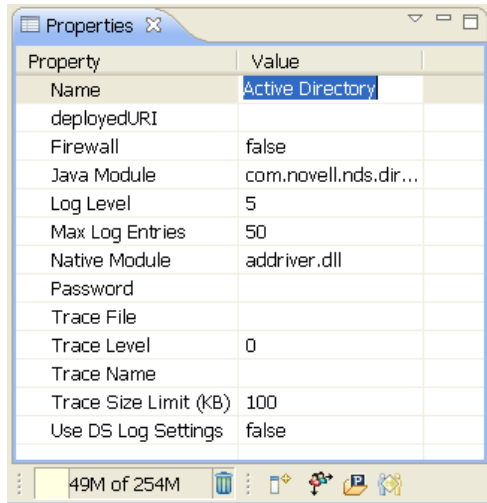 Properties
Property Value
Name Active Directory
deployedURI
Firewall false
Java Module com.novell.nds.dir...
Log Level 5
Max Log Entries 50
Native Module addriver.dll
Password
Trace File
Trace Level 0
Trace Name
Trace Size Limit (KB) 100
Use DS Log Settings false
49M of 254M